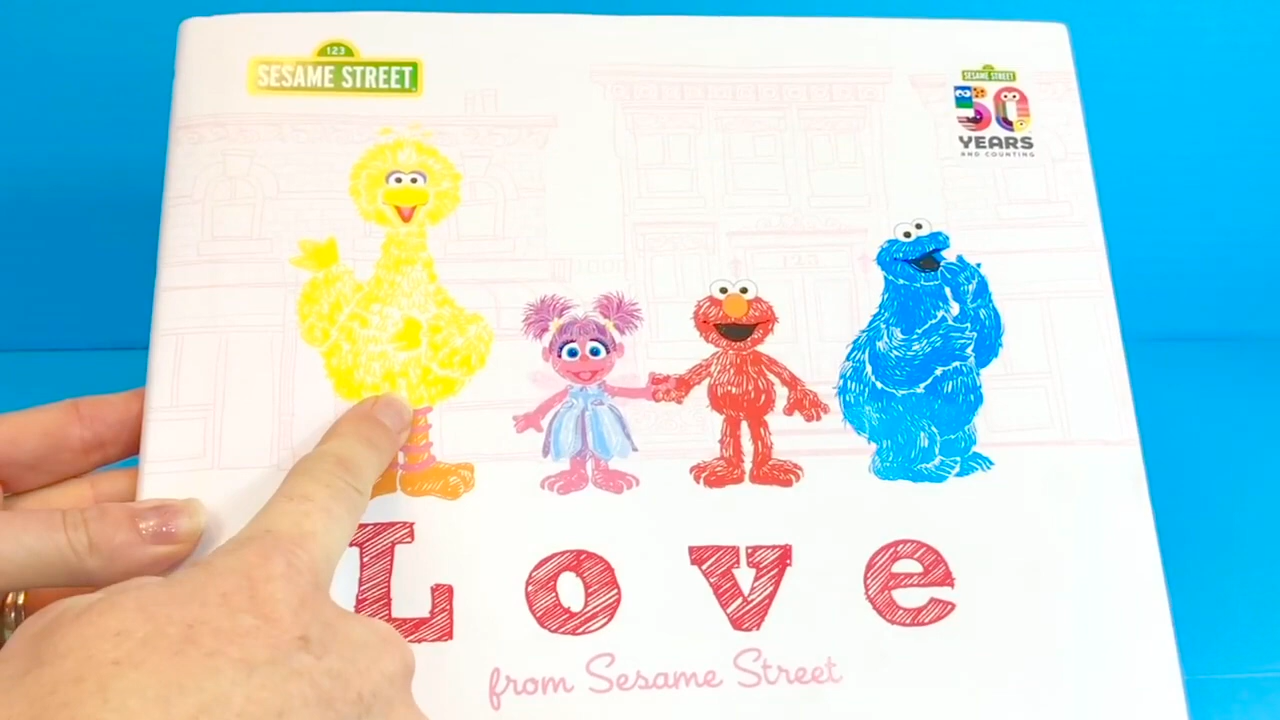 123
SESAME STREET
SESAME STREET
50
YEARS
AND COUNTING
123
Love
from Sesame Street